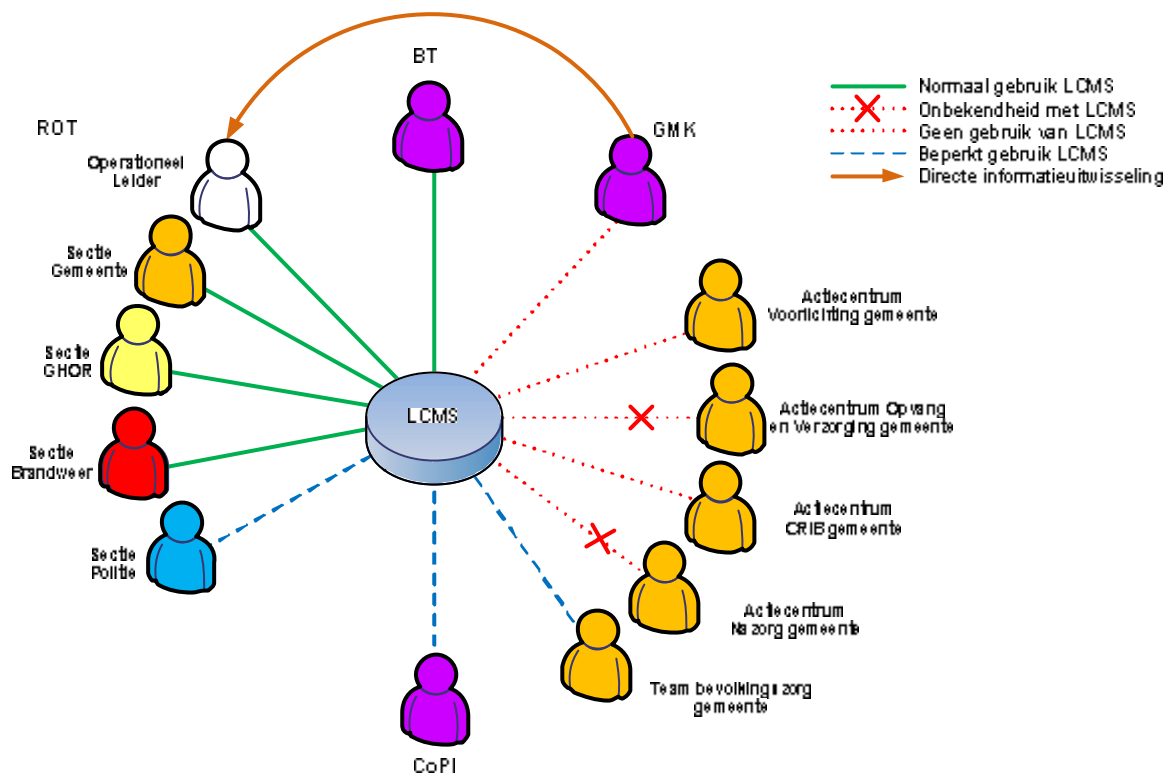 BT
Normaal gebruik LCMS
Onbekendheid met LCMS
Geen gebruik van LCMS
Beperkt gebruik LCMS
Directe informatieuitwisseling
ROT
GMK
Operationeel
Leider
Sectie
Gemeente
Actiecentrum
Voorlichting gemeente
Sectie
GHOR
LCMS
Actiecentrum Opvang
en Verzorging gemeente
Sectie
Brandweer
Actiecentrum
CRIB gemeente
Sectie
Politie
Actiecentrum
Nazorg gemeente
Team bevolkingszorg
gemeente
CoPI